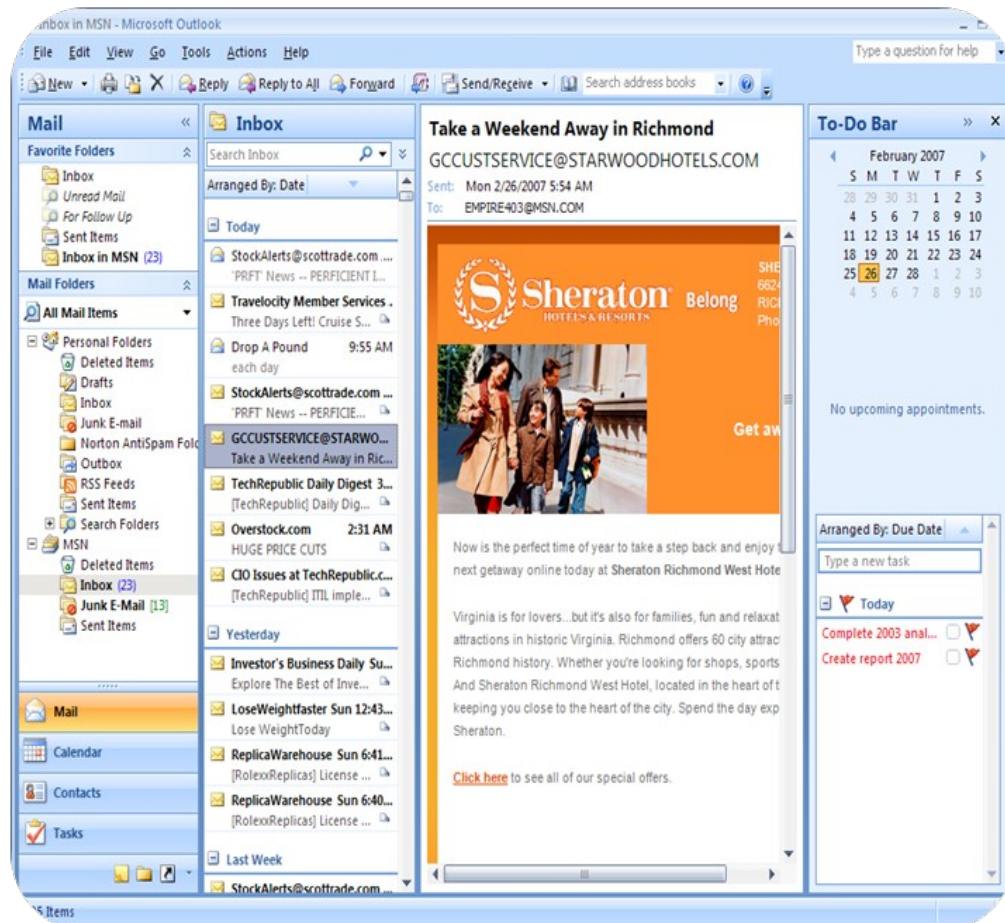 Inbox in MSN - Microsoft Outlook
File Edit View Go Tools Actions Help
Type a question for help
New Reply Reply to All Forward Send/Receive Search address books
Mail
Favorite Folders
Inbox
Unread Mail
For Follow Up
Sent Items
Inbox in MSN (23)
Mail Folders
All Mail Items
Personal Folders
Deleted Items
Drafts
Inbox
Junk E-mail
Norton AntiSpam Fold
Outbox
RSS Feeds
Sent Items
Search Folders
MSN
Deleted Items
Inbox (23)
Junk E-Mail [13]
Sent Items
Mail
Calendar
Contacts
Tasks
Items
Inbox
Search Inbox
Arranged By: Date
Today
StockAlerts@scottrade.com ....
'PRFT' News -- PERFICIENT I...
Travelocity Member Services .
Three Days Left! Cruise S...
Drop A Pound 9:55 AM
each day
StockAlerts@scottrade.com ...
'PRFT' News -- PERFICIE...
GCCUSTSERVICE@STARWO...
Take a Weekend Away in Ric...
TechRepublic Daily Digest 3...
[TechRepublic] Daily Dig...
Overstock.com 2:31 AM
HUGE PRICE CUTS
CIO Issues at TechRepublic.c...
[TechRepublic] ITIL imple...
Yesterday
Investor's Business Daily Su...
Explore The Best of Inve...
LoseWeightfaster Sun 12:43...
Lose WeightToday
ReplicaWarehouse Sun 6:41...
[RolexxReplicas] License ...
ReplicaWarehouse Sun 6:40...
[RolexxReplicas] License ...
Last Week
StockAlerts@scottrade.com ...
Take a Weekend Away in Richmond
GCCUSTSERVICE@STARWOODHOTELS.COM
Sent: Mon 2/26/2007 5:54 AM
To: EMPIRE403@MSN.COM
Sheraton
HOTELS & RESORTS
Belong
SHE
6624
RICH
Pho
Get aw
Now is the perfect time of year to take a step back and enjoy
next getaway online today at Sheraton Richmond West Hote
Virginia is for lovers...but it's also for families, fun and relaxat
attractions in historic Virginia. Richmond offers 60 city attrac
Richmond history. Whether you're looking for shops, sports
And Sheraton Richmond West Hotel, located in the heart of t
keeping you close to the heart of the city. Spend the day exp
Sheraton.
Click here to see all of our special offers.
To-Do Bar
February 2007
S M T W T F S
28 29 30 31 1 2 3
4 5 6 7 8 9 10
11 12 13 14 15 16 17
18 19 20 21 22 23 24
25 26 27 28 1 2 3
4 5 6 7 8 9 10
No upcoming appointments.
Arranged By: Due Date
Type a new task
Today
Complete 2003 anal...
Create report 2007